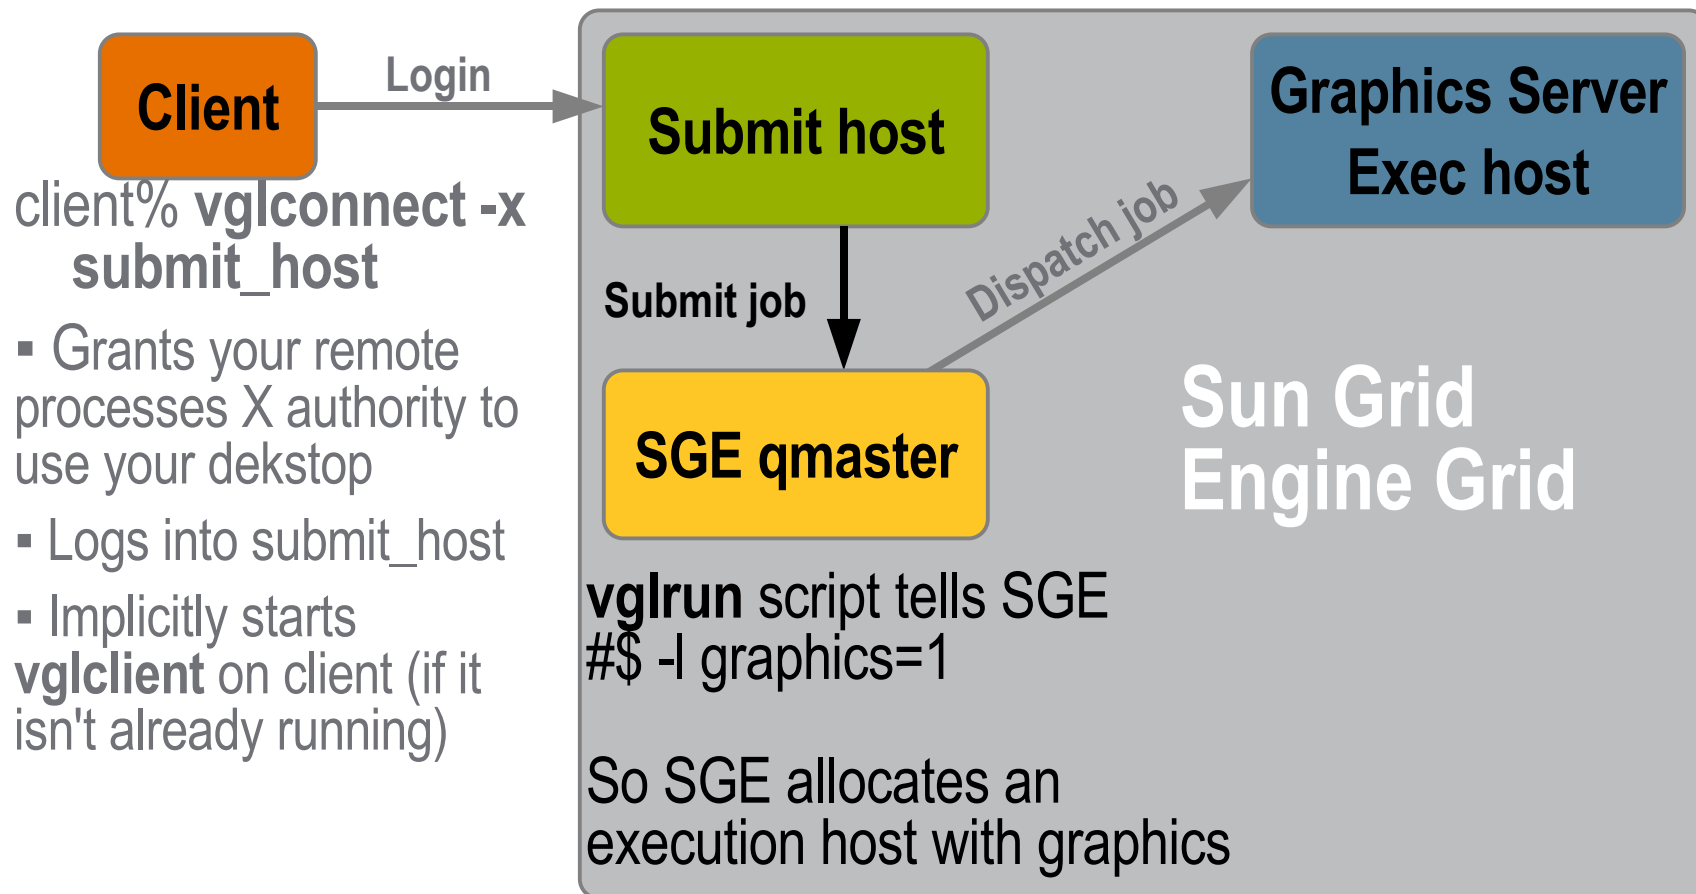 Client
Login
Submit host
Graphics Server
Exec host
client% vglconnect -x
submit_host
▪ Grants your remote
processes X authority to
use your dekstop
▪ Logs into submit_host
▪ Implicitly starts
vglclient on client (if it
isn't already running)
Submit job
Dispatch job
SGE qmaster
Sun Grid
Engine Grid
vglrun script tells SGE
#$ -l graphics=1
So SGE allocates an
execution host with graphics